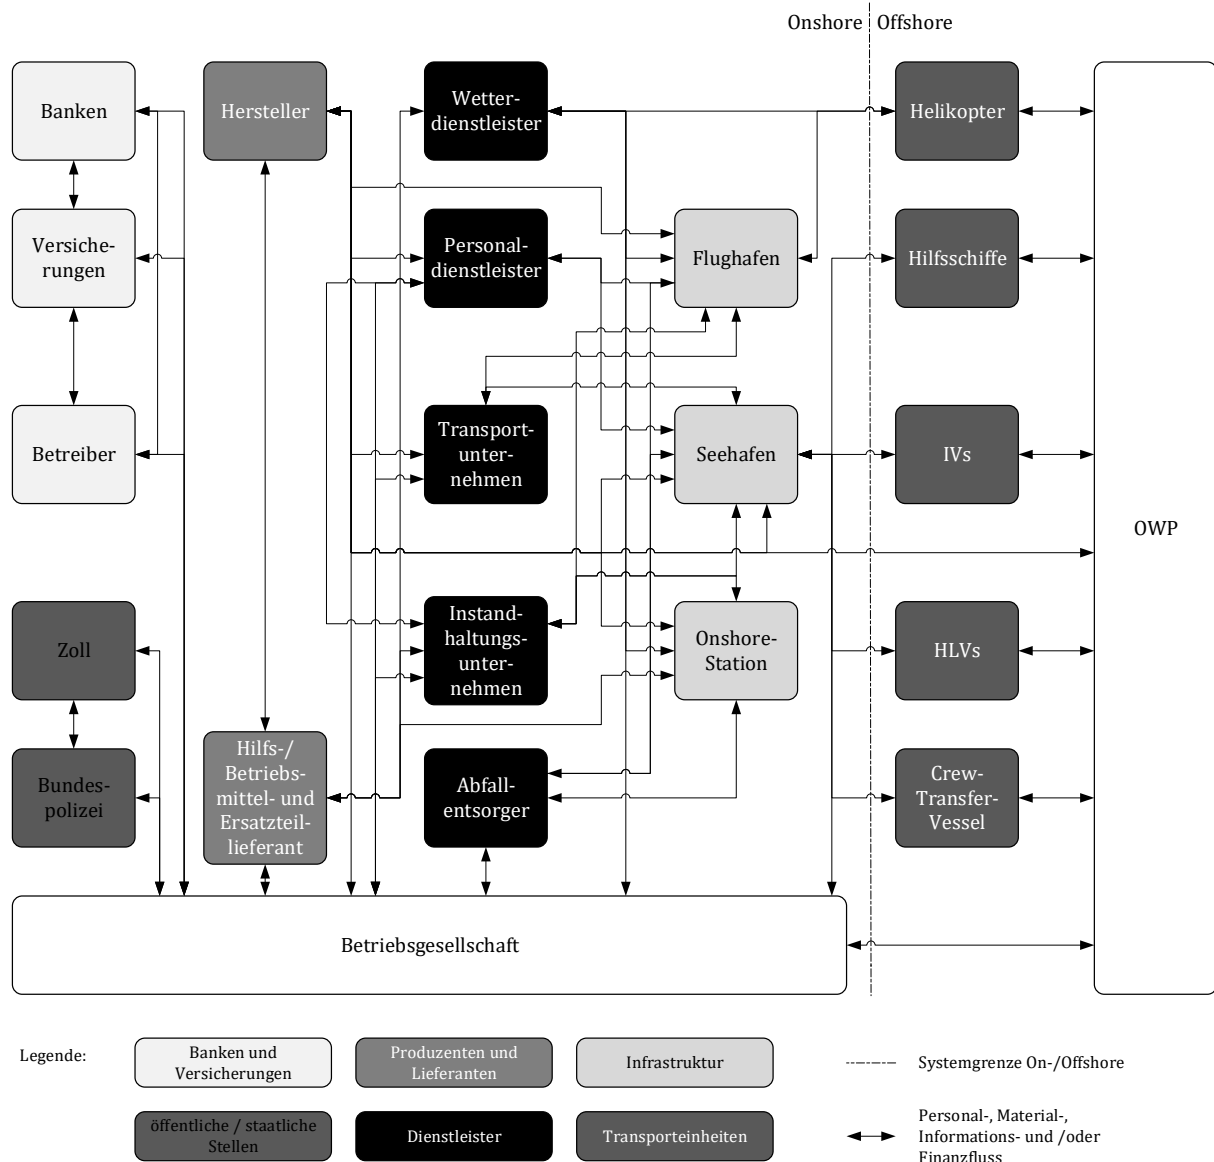 Onshore
Offshore
Banken
Hersteller
Wetter-
dienstleister
Helikopter
Versiche-
rungen
Personal-
dienstleister
Flughafen
Hilfsschiffe
Betreiber
Transport-
unter-
nehmen
Seehafen
IVs
OWP
Zoll
Instand-
haltungs-
unter-
nehmen
Onshore-
Station
HLVs
Bundes-
polizei
Hilfs-/
Betriebs-
mittel- und
Ersatzteil-
lieferant
Abfall-
entsorger
Crew-
Transfer-
Vessel
Betriebsgesellschaft
Legende:
Banken und
Versicherungen
Produzenten und
Lieferanten
Infrastruktur
Systemgrenze On-/Offshore
öffentliche / staatliche
Stellen
Dienstleister
Transporteinheiten
Personal-, Material-,
Informations- und /oder
Finanzfluss